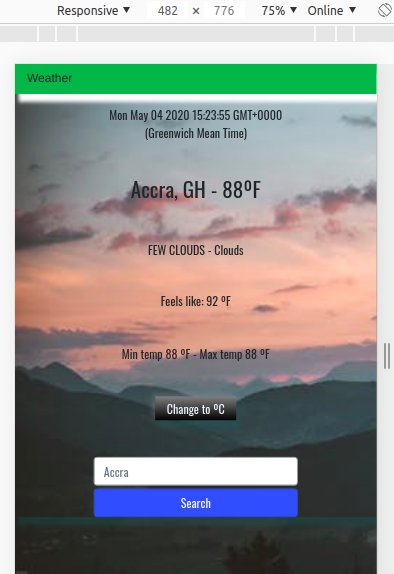 Responsive ▼ 482 × 776 75% ▼ Online ▼
Weather
Mon May 04 2020 15:23:55 GMT+0000
(Greenwich Mean Time)
Accra, GH - 88ºF
FEW CLOUDS - Clouds
Feels like: 92 ºF
Min temp 88 ºF - Max temp 88 ºF
Change to ºC
Accra
Search